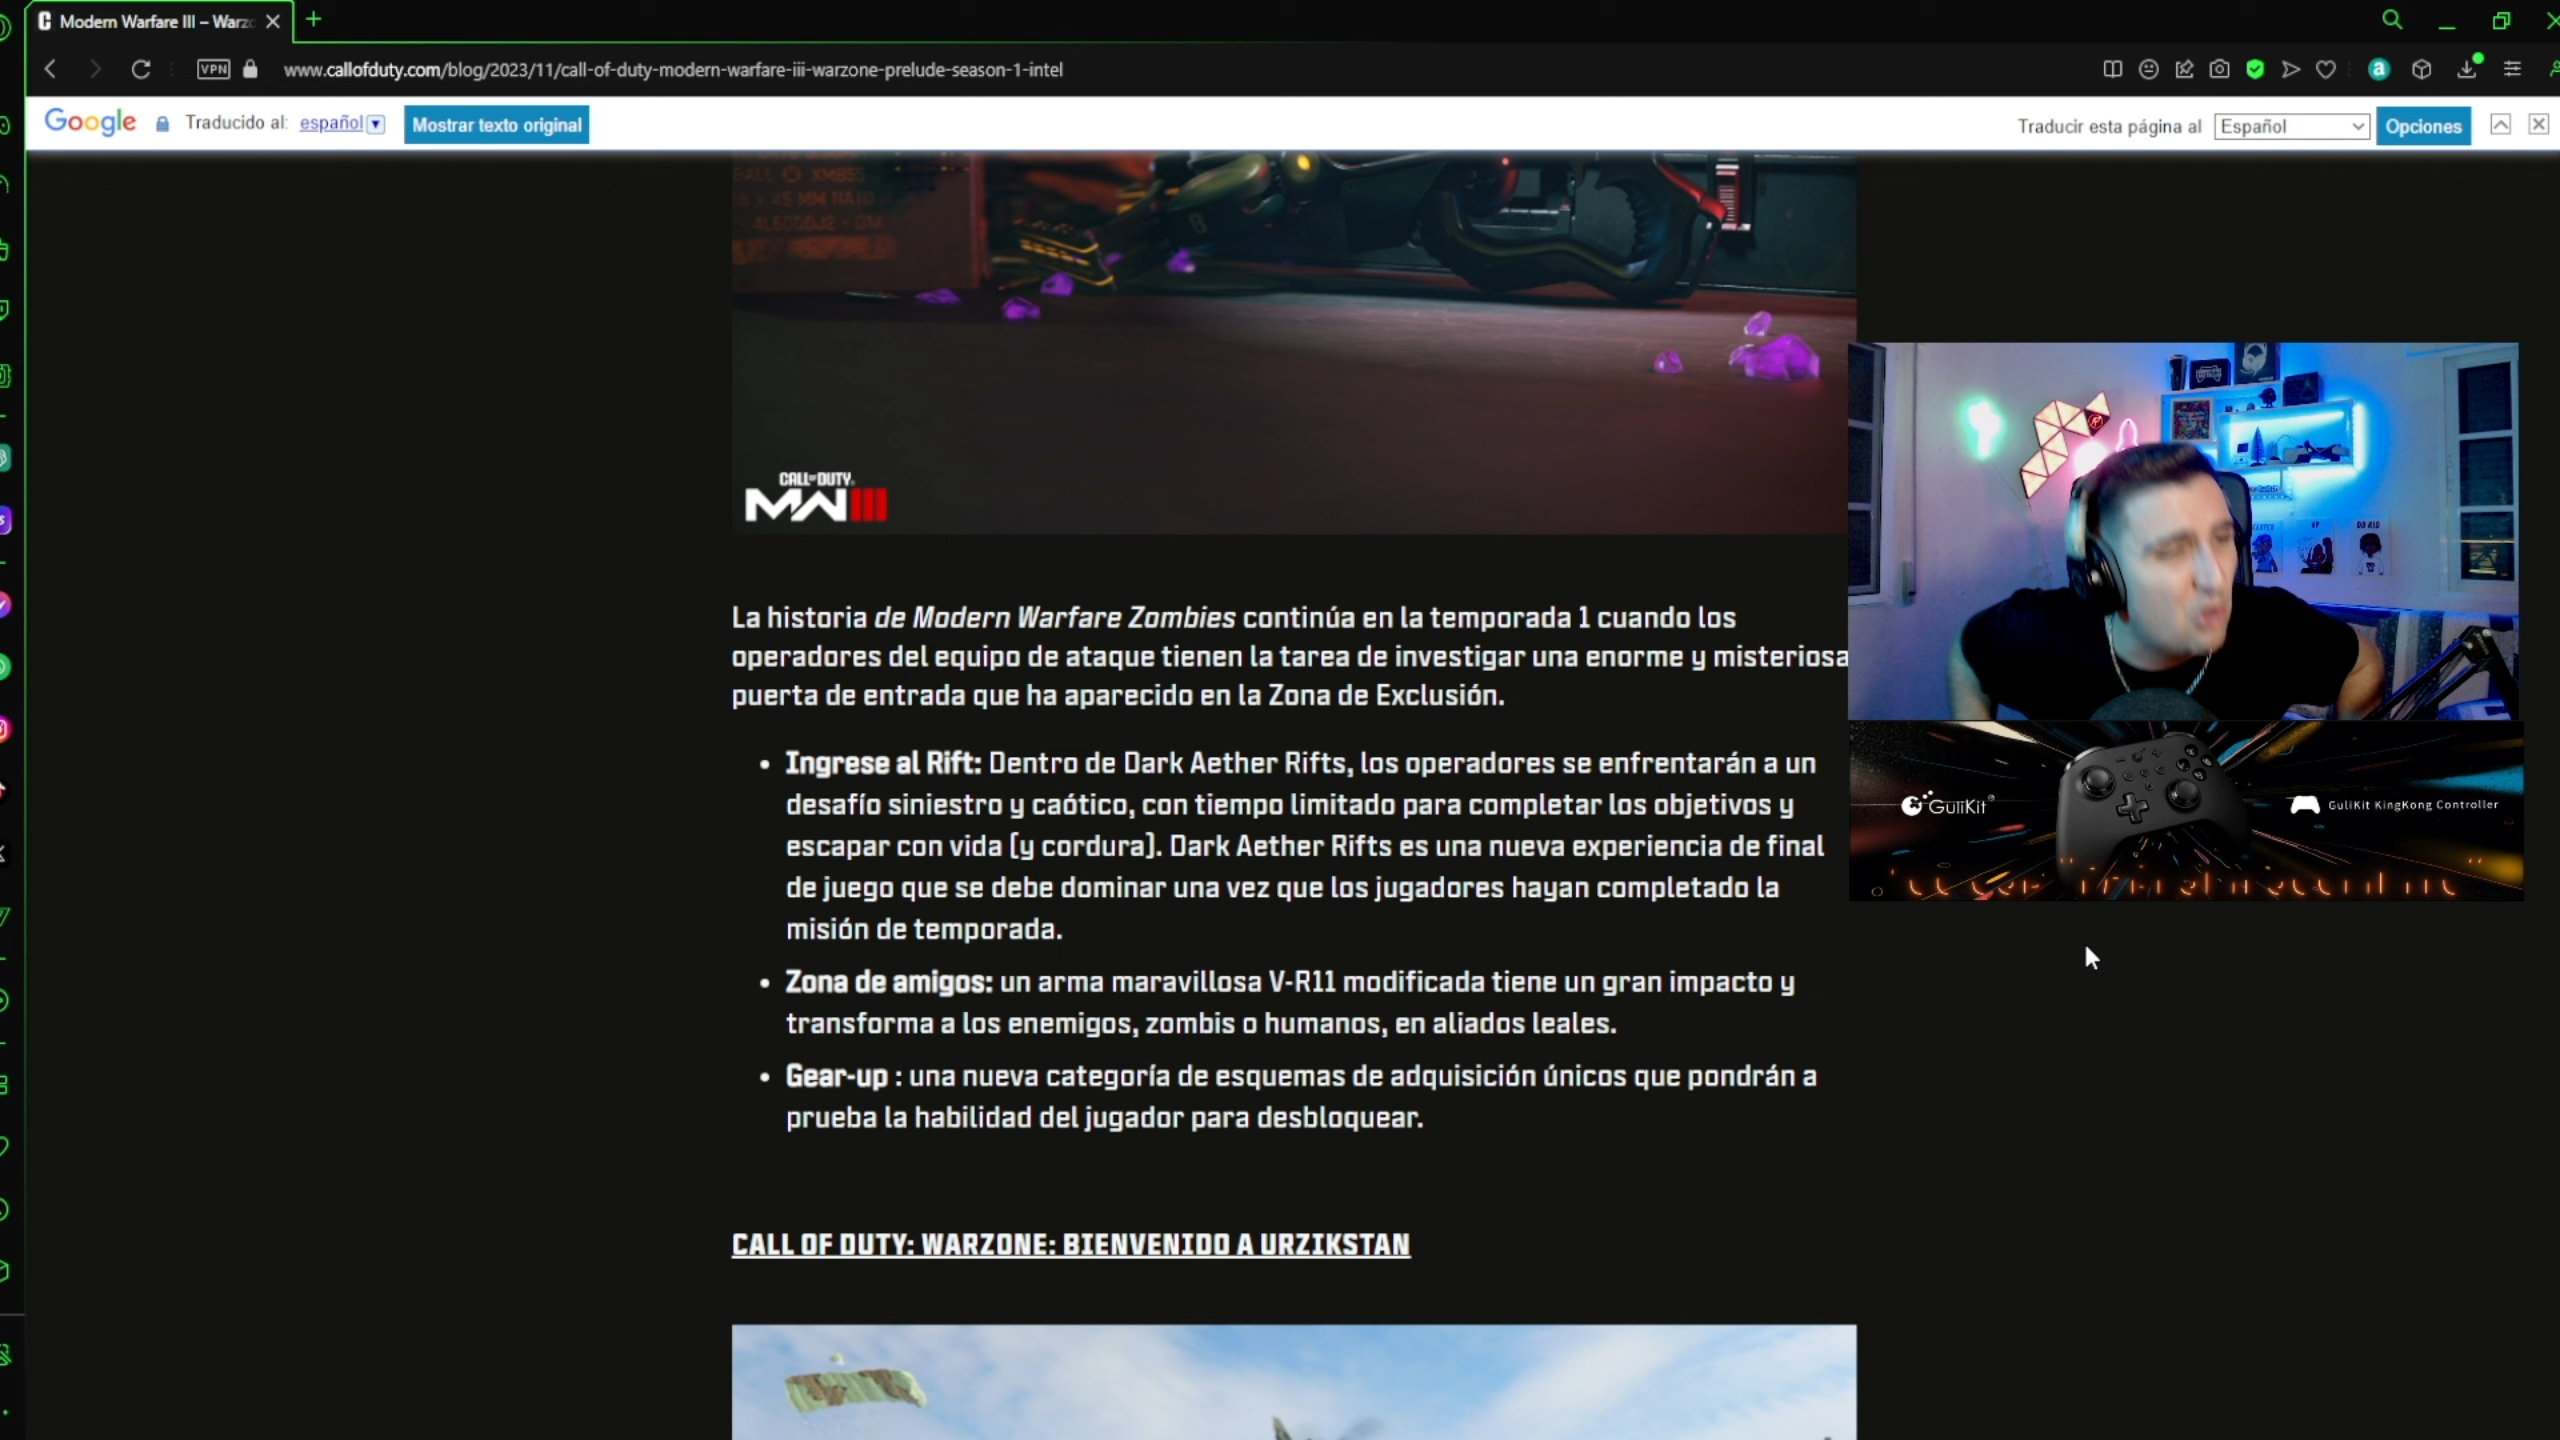 Modern Warfare III – Warz
VPN
www.callofduty.com/blog/2023/11/call-of-duty-modern-warfare-iii-warzone-prelude-season-1-intel
Google
Traducido al: español
Mostrar texto original
Traducir esta página al
Español
Opciones
BALL XM855
45 MM NATO
CALL OF DUTY
MWIII
La historia de Modern Warfare Zombies continúa en la temporada 1 cuando los
operadores del equipo de ataque tienen la tarea de investigar una enorme y misteriosa
puerta de entrada que ha aparecido en la Zona de Exclusión.
• Ingrese al Rift: Dentro de Dark Aether Rifts, los operadores se enfrentarán a un
desafío siniestro y caótico, con tiempo limitado para completar los objetivos y
escapar con vida (y cordura). Dark Aether Rifts es una nueva experiencia de final
de juego que se debe dominar una vez que los jugadores hayan completado la
misión de temporada.
• Zona de amigos: un arma maravillosa V-R11 modificada tiene un gran impacto y
transforma a los enemigos, zombis o humanos, en aliados leales.
• Gear-up : una nueva categoría de esquemas de adquisición únicos que pondrán a
prueba la habilidad del jugador para desbloquear.
CALL OF DUTY: WARZONE: BIENVENIDO A URZIKSTAN
GuliKit
GuliKit KingKong Controller